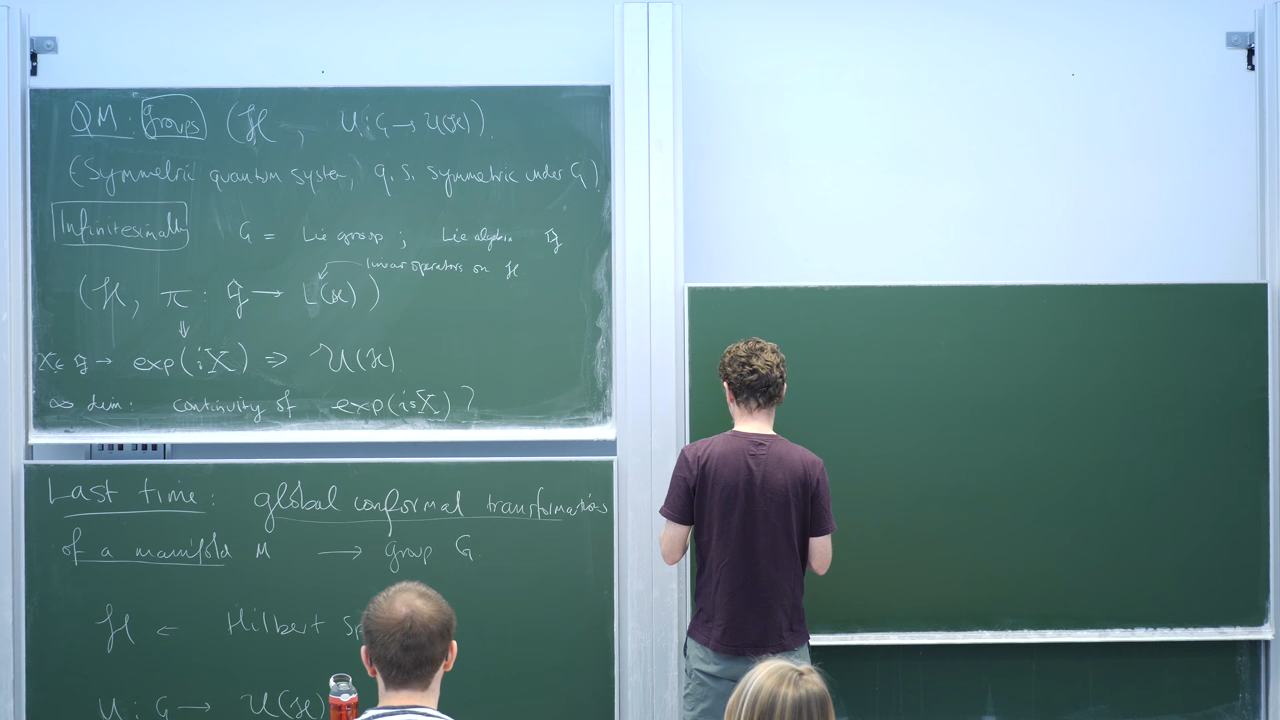 QM: groups (ℋ, U: G → U(ℋ)).
(Symmetric quantum system, q. s. symmetric under G)
Infinitesimally G = Lie group ; Lie algebra 𝔤
linear operators on ℋ
(ℋ, π : 𝔤 → L(ℋ))
⇓
X ∈ 𝔤 → exp(iX) ⇒ U(ℋ)
∞ dim: continuity of exp(isX)?
Last time: global conformal transformations
of a manifold M → group G.
ℋ ← Hilbert Sp
U: G → U(ℋ)